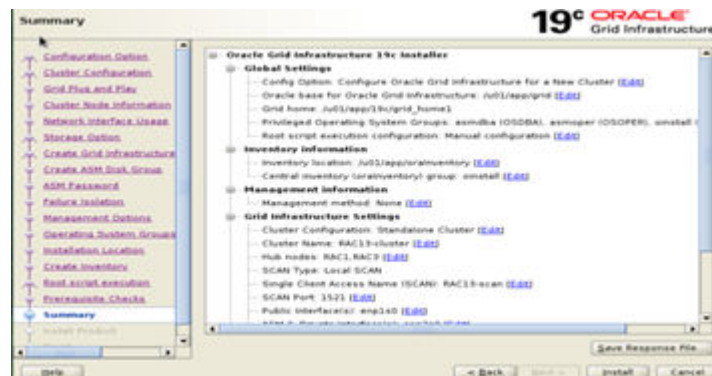 Summary
19c ORACLE
Grid Infrastructure
Configuration Option
Cluster Configuration
Grid Plug and Play
Cluster Node Information
Network Interface Usage
Storage Option
Create Grid Infrastructure
Create ASM Disk Group
ASM Password
Failure Isolation
Management Options
Operating System Groups
Installation Location
Create Inventory
Root script execution
Prerequisite Checks
Summary
Install Product
Oracle Grid Infrastructure 19c Installer
Global Settings
Config Option: Configure Oracle Grid Infrastructure for a New Cluster (Edit)
Oracle base for Oracle Grid Infrastructure: /u01/app/grid (Edit)
Grid home: /u01/app/19c/grid_home1
Privileged Operating System Groups: asmdba (OSDBA), asmoper (OSOPER), oinstall (
Root script execution configuration: Manual configuration (Edit)
Inventory information
Inventory location: /u01/app/oraInventory (Edit)
Central inventory (oraInventory) group: oinstall (Edit)
Management information
Management method: None (Edit)
Grid Infrastructure Settings
Cluster Configuration: Standalone Cluster (Edit)
Cluster Name: RAC13-cluster (Edit)
Hub nodes: RAC1,RAC3 (Edit)
SCAN Type: Local SCAN
Single Client Access Name (SCAN): RAC13-scan (Edit)
SCAN Port: 1521 (Edit)
Public Interface(s): enp1s0 (Edit)
Save Response File
Help
< Back
Next >
Install
Cancel